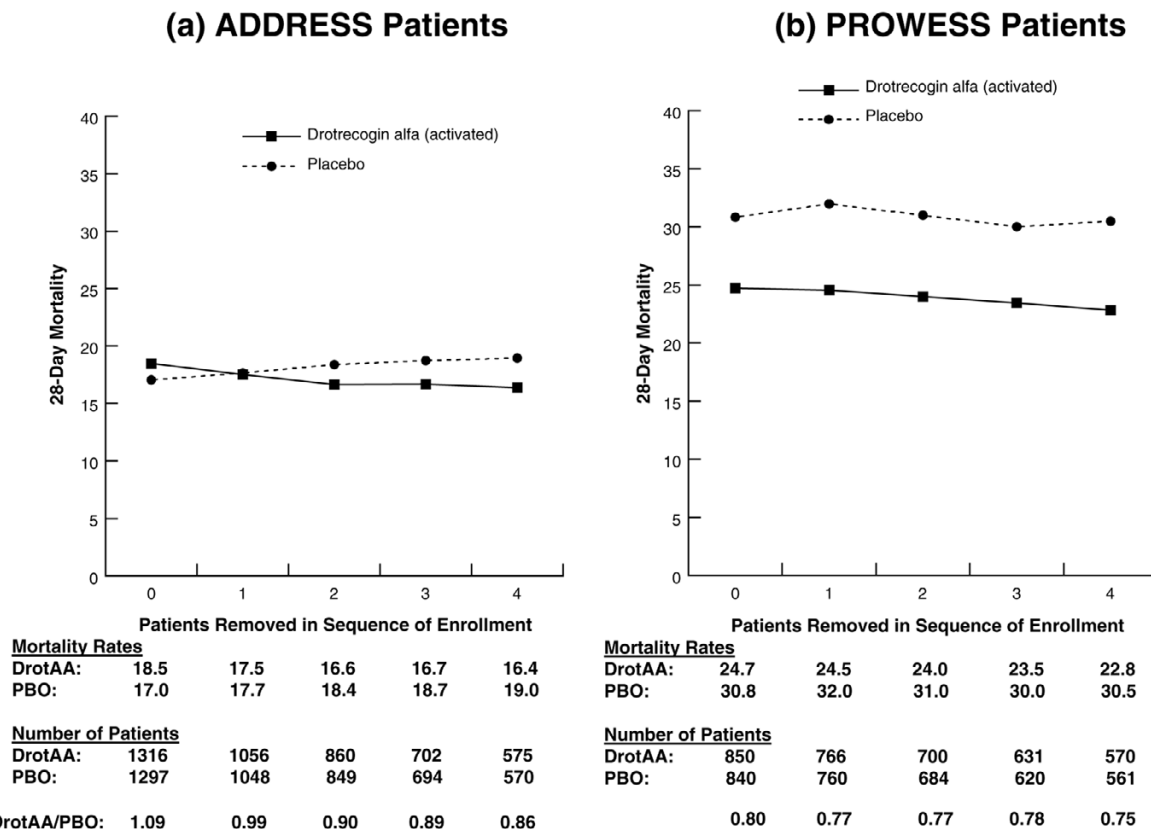 (a) ADDRESS Patients
Drotrecogin alfa (activated)
Placebo
40
35
30
25
20
15
10
5
0
28-Day Mortality
0 1 2 3 4
Patients Removed in Sequence of Enrollment
Mortality Rates
DrotAA: 18.5 17.5 16.6 16.7 16.4
PBO: 17.0 17.7 18.4 18.7 19.0
Number of Patients
DrotAA: 1316 1056 860 702 575
PBO: 1297 1048 849 694 570
DrotAA/PBO: 1.09 0.99 0.90 0.89 0.86
(b) PROWESS Patients
Drotrecogin alfa (activated)
Placebo
40
35
30
25
20
15
10
5
0
28-Day Mortality
0 1 2 3 4
Patients Removed in Sequence of Enrollment
Mortality Rates
DrotAA: 24.7 24.5 24.0 23.5 22.8
PBO: 30.8 32.0 31.0 30.0 30.5
Number of Patients
DrotAA: 850 766 700 631 570
PBO: 840 760 684 620 561
0.80 0.77 0.77 0.78 0.75